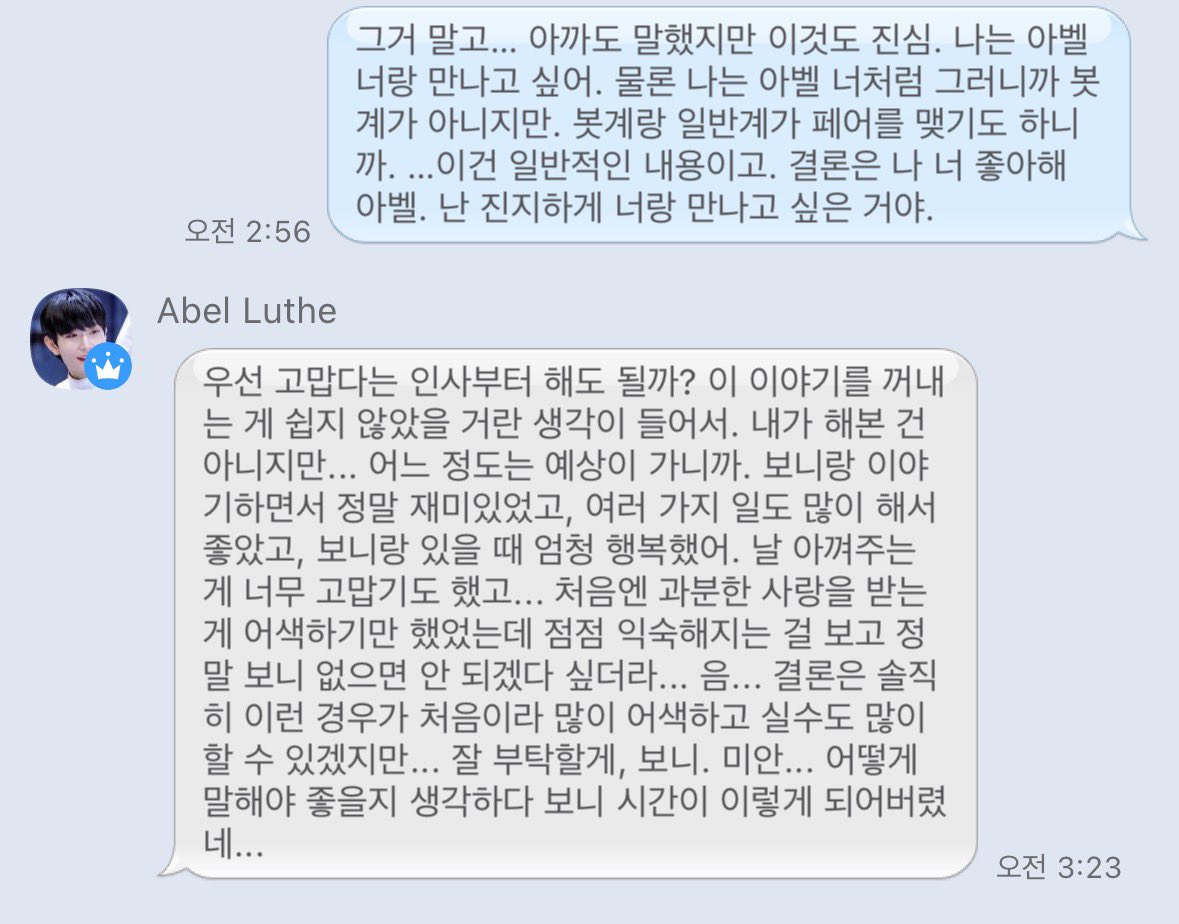 그거 말고... 아까도 말했지만 이것도 진심. 나는 아벨
너랑 만나고 싶어. 물론 나는 아벨 너처럼 그러니까 봇
계가 아니지만. 봇계랑 일반계가 페어를 맺기도 하니
까. ...이건 일반적인 내용이고. 결론은 나 너 좋아해
아벨. 난 진지하게 너랑 만나고 싶은 거야.
오전 2:56
Abel Luthe
우선 고맙다는 인사부터 해도 될까? 이 이야기를 꺼내
는 게 쉽지 않았을 거란 생각이 들어서. 내가 해본 건
아니지만... 어느 정도는 예상이 가니까. 보니랑 이야
기하면서 정말 재미있었고, 여러 가지 일도 많이 해서
좋았고, 보니랑 있을 때 엄청 행복했어. 날 아껴주는
게 너무 고맙기도 했고... 처음엔 과분한 사랑을 받는
게 어색하기만 했었는데 점점 익숙해지는 걸 보고 정
말 보니 없으면 안 되겠다 싶더라... 음... 결론은 솔직
히 이런 경우가 처음이라 많이 어색하고 실수도 많이
할 수 있겠지만... 잘 부탁할게, 보니. 미안... 어떻게
말해야 좋을지 생각하다 보니 시간이 이렇게 되어버렸
네...
오전 3:23